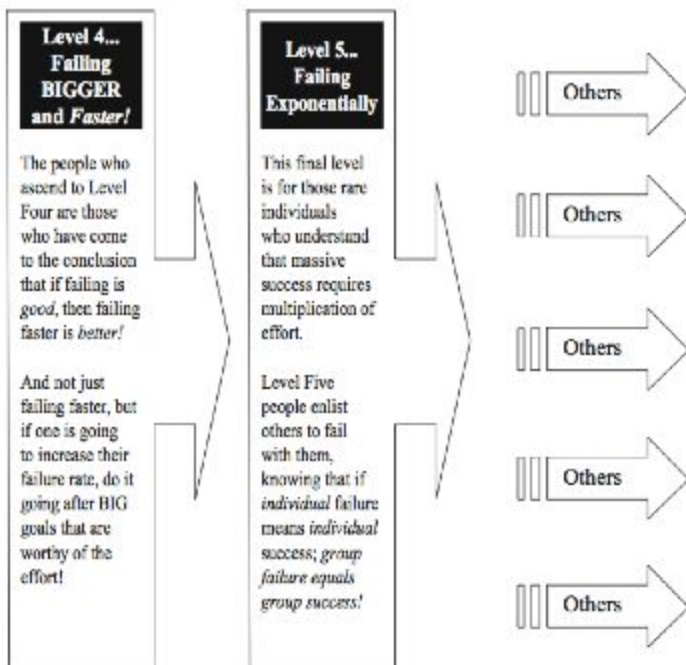 Level 4...
Failing
BIGGER
and Faster!
The people who
ascend to Level
Four are those
who have come
to the conclusion
that if failing is
good, then failing
faster is better!
And not just
failing faster, but
if one is going
to increase their
failure rate, do it
going after BIG
goals that are
worthy of the
effort!
Level 5...
Failing
Exponentially
This final level
is for those rare
individuals
who understand
that massive
success requires
multiplication of
effort.
Level Five
people enlist
others to fail
with them,
knowing that if
individual failure
means individual
success; group
failure equals
group success!
Others
Others
Others
Others
Others